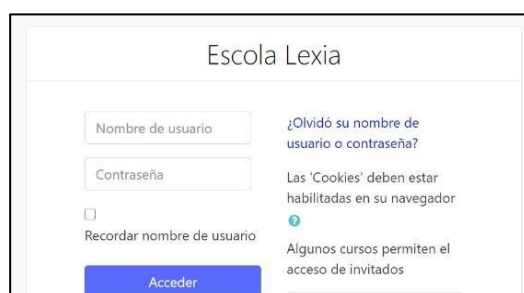 Escola Lexia
Nombre de usuario
Contraseña
Recordar nombre de usuario
Acceder
¿Olvidó su nombre de
usuario o contraseña?
Las 'Cookies' deben estar
habilitadas en su navegador
?
Algunos cursos permiten el
acceso de invitados